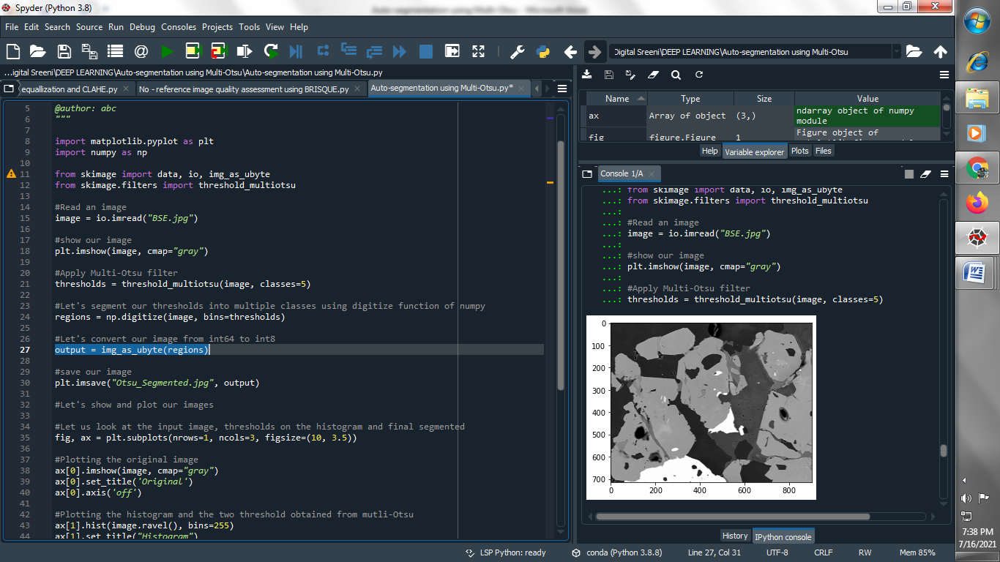 Spyder (Python 3.8)
File Edit Search Source Run Debug Consoles Projects Tools View Help
Digital Sreeni\DEEP LEARNING\Auto-segmentation using Multi-Otsu
...igital Sreeni\DEEP LEARNING\Auto-segmentation using Multi-Otsu\Auto-segmentation using Multi-Otsu.py
equallization and CLAHE.py
No - reference image quality assessment using BRISQUE.py
Auto-segmentation using Multi-Otsu.py*
5 @author: abc
6 """
7
8 import matplotlib.pyplot as plt
9 import numpy as np
10
11 from skimage import data, io, img_as_ubyte
12 from skimage.filters import threshold_multiotsu
13
14 #Read an image
15 image = io.imread("BSE.jpg")
16
17 #show our image
18 plt.imshow(image, cmap="gray")
19
20 #Apply Multi-Otsu filter
21 thresholds = threshold_multiotsu(image, classes=5)
22
23 #Let's segment our thresholds into multiple classes using digitize function of numpy
24 regions = np.digitize(image, bins=thresholds)
25
26 #Let's convert our image from int64 to int8
27 output = img_as_ubyte(regions)
28
29 #save our image
30 plt.imsave("Otsu_Segmented.jpg", output)
31
32 #Let's show and plot our images
33
34 #Let us look at the input image, thresholds on the histogram and final segmented
35 fig, ax = plt.subplots(nrows=1, ncols=3, figsize=(10, 3.5))
36
37 #Plotting the original image
38 ax[0].imshow(image, cmap="gray")
39 ax[0].set_title('Original')
40 ax[0].axis('off')
41
42 #Plotting the histogram and the two threshold obtained from mutli-Otsu
43 ax[1].hist(image.ravel(), bins=255)
44 ax[1].set_title("Histogram")
Name Type Size Value
ax Array of object (3,) ndarray object of numpy
module
fig figure.Figure 1 Figure object of
Help Variable explorer Plots Files
Console 1/A
...: from skimage import data, io, img_as_ubyte
...: from skimage.filters import threshold_multiotsu
...:
...: #Read an image
...: image = io.imread("BSE.jpg")
...:
...: #show our image
...: plt.imshow(image, cmap="gray")
...:
...: #Apply Multi-Otsu filter
...: thresholds = threshold_multiotsu(image, classes=5)
0
100
200
300
400
500
600
700
0 200 400 600 800
History IPython console
LSP Python: ready conda (Python 3.8.8) Line 27, Col 31 UTF-8 CRLF RW Mem 85%
7:38 PM
7/16/2021